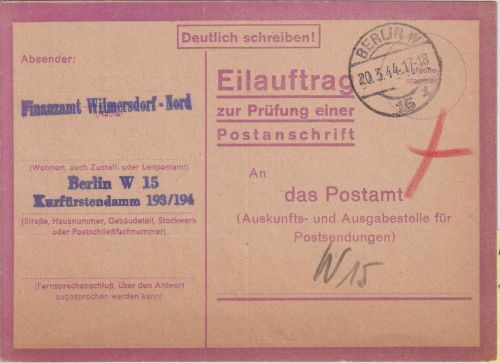 Deutlich schreiben!
Absender:
Finanzamt Wilmersdorf-Nord
(Name)
(Wohnort, auch Zustell- oder Leitpostamt)
Berlin W 15
Kurfürstendamm 193/194
(Straße, Hausnummer, Gebäudeteil, Stockwerk
oder Postschließfachnummer)
(Fernsprechanschluß, über den Antwort
zugesprochen werden kann)
Eilauftrag
zur Prüfung einer
Postanschrift
BERLIN W
20.3.44.17-18
15
An
das Postamt
(Auskunfts- und Ausgabestelle für
Postsendungen)
W 15